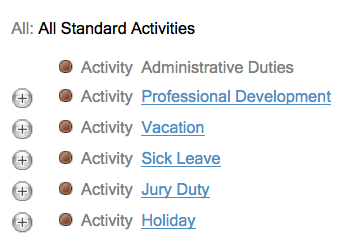 All: All Standard Activities
Activity Administrative Duties
Activity Professional Development
Activity Vacation
Activity Sick Leave
Activity Jury Duty
Activity Holiday